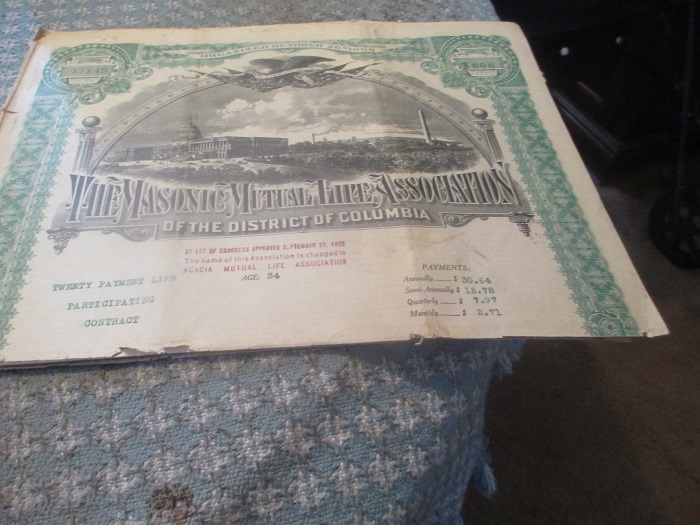 THE MASONIC MUTUAL LIFE ASSOCIATION
OF THE DISTRICT OF COLUMBIA
BY ACT OF CONGRESS APPROVED SEPTEMBER
The name of this Association is changed to
ACACIA MUTUAL LIFE ASSOCIATION
AGE: 34
TWENTY PAYMENT LIFE
PARTICIPATING
CONTRACT
PAYMENTS:
Annually $ 30.64
Semi-Annually $ 15.78
Quarterly $ 7.97
Monthly $ 2.71